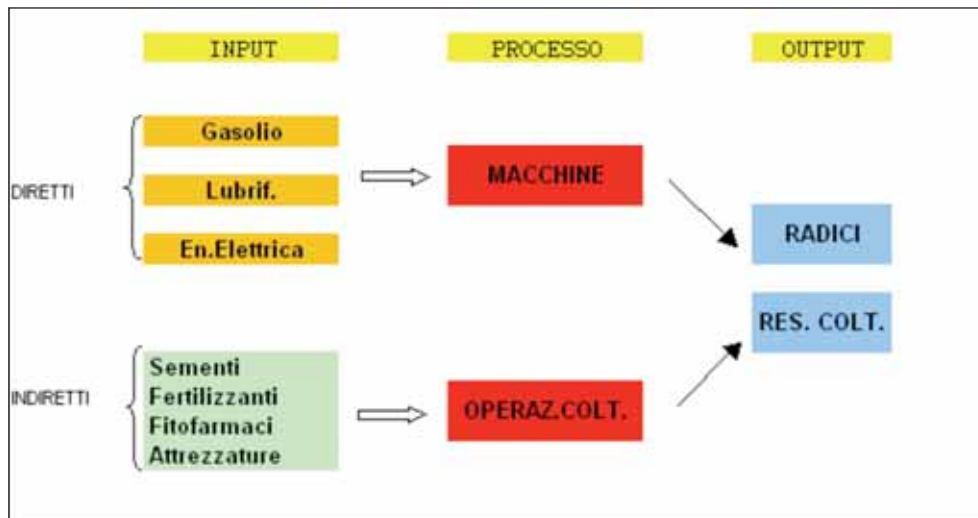 INPUT
PROCESSO
OUTPUT
DIRETTI
Gasolio
Lubrif.
En.Elettrica
MACCHINE
RADICI
RES. COLT.
INDIRETTI
Sementi
Fertilizzanti
Fitofarmaci
Attrezzature
OPERAZ.COLT.